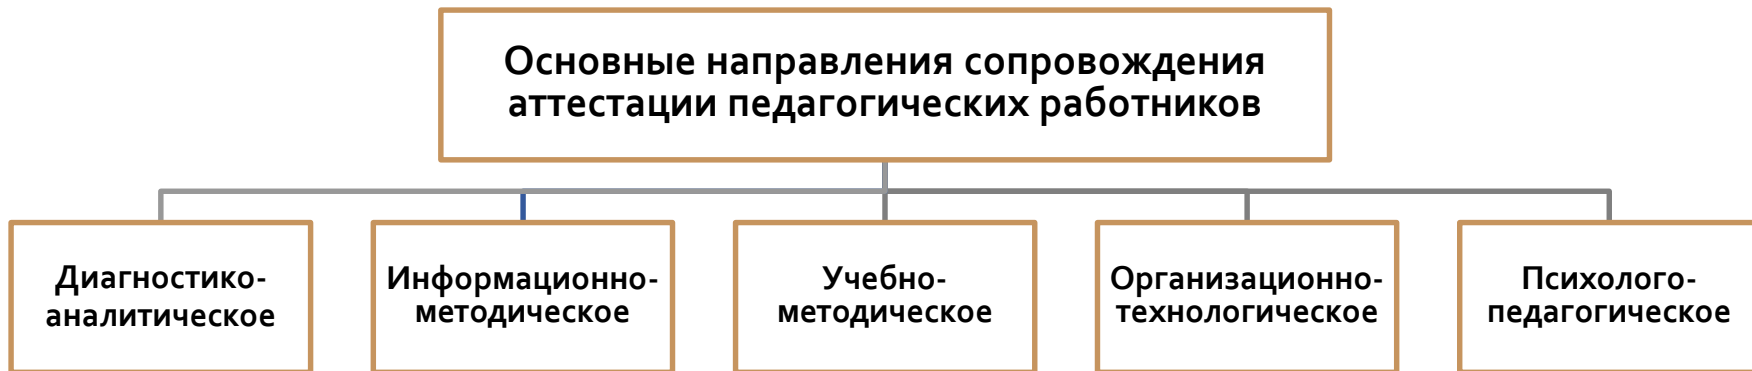 Основные направления сопровождения
аттестации педагогических работников
Диагностико-
аналитическое
Информационно-
методическое
Учебно-
методическое
Организационно-
технологическое
Психолого-
педагогическое